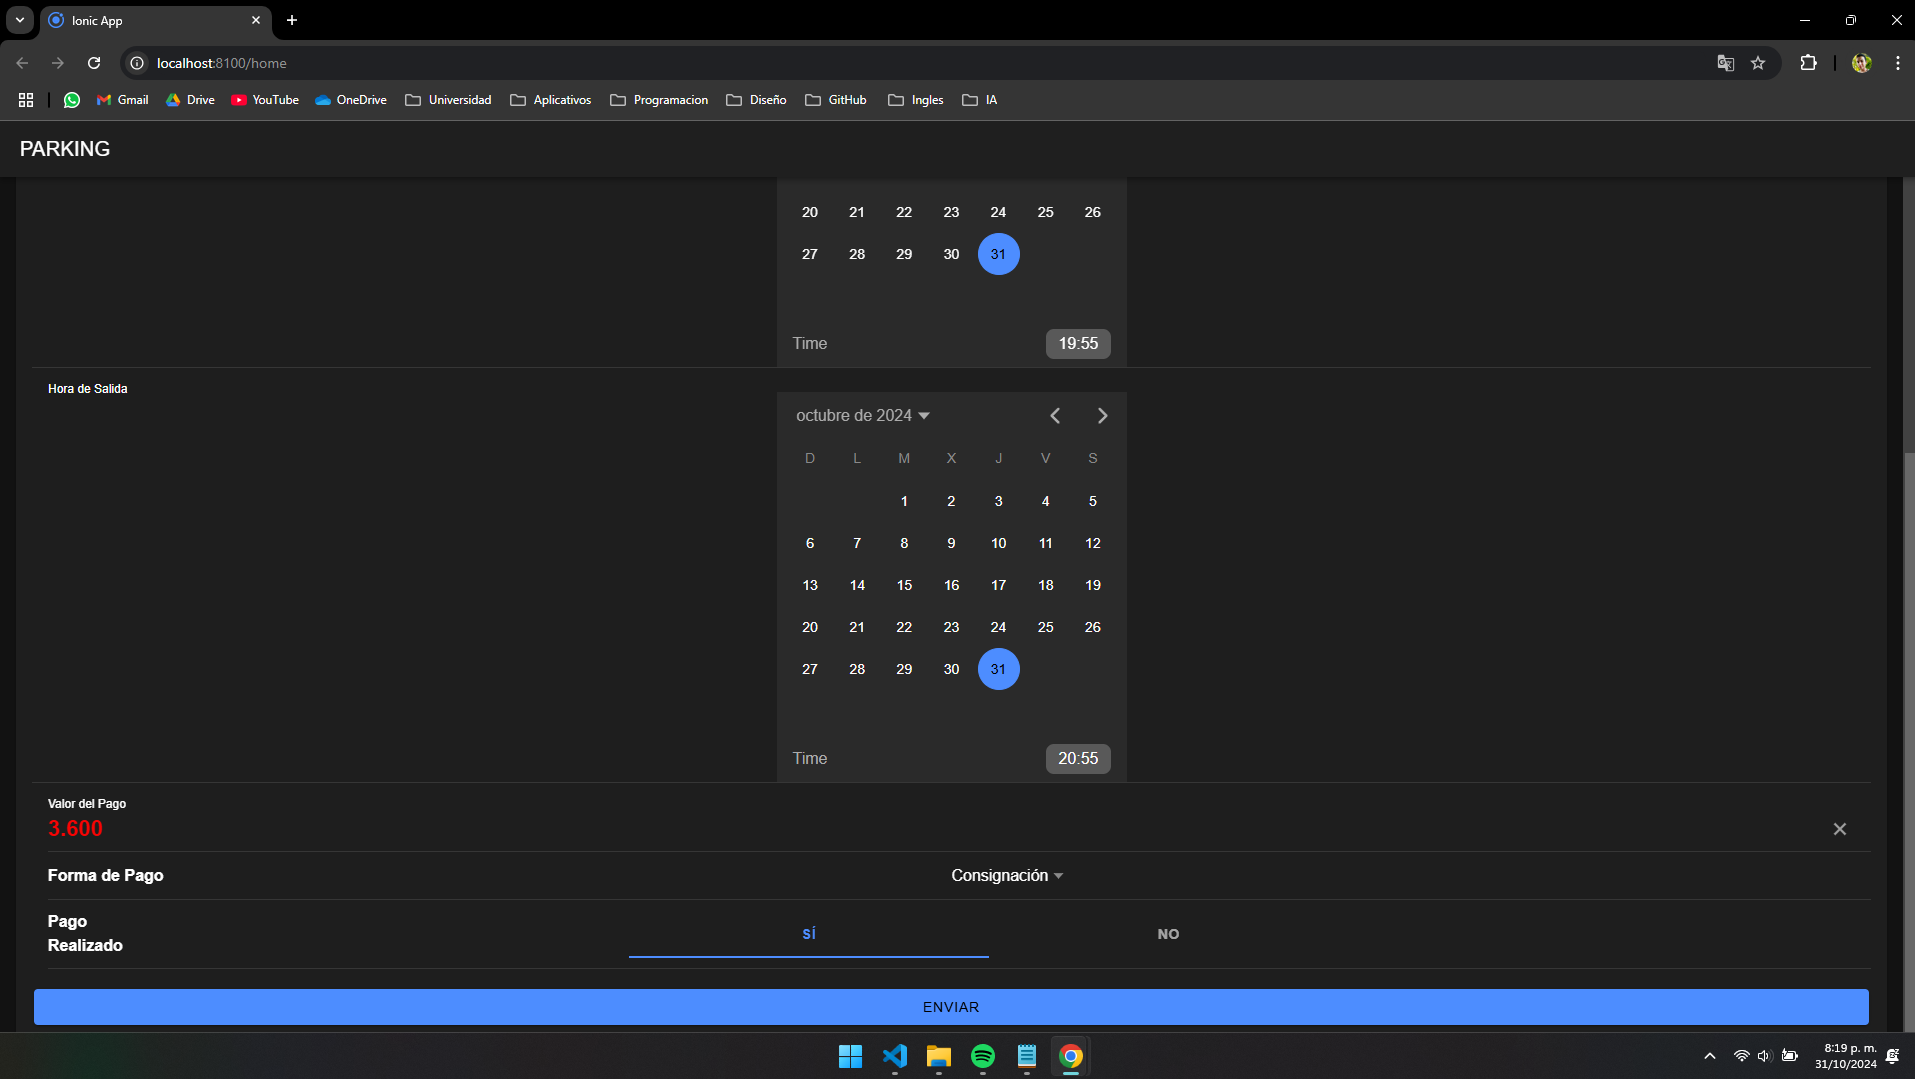 Ionic App
localhost:8100/home
Gmail Drive YouTube OneDrive Universidad Aplicativos Programacion Diseño GitHub Ingles IA
PARKING
20 21 22 23 24 25 26
27 28 29 30 31
Time 19:55
Hora de Salida
octubre de 2024
D L M X J V S
1 2 3 4 5
6 7 8 9 10 11 12
13 14 15 16 17 18 19
20 21 22 23 24 25 26
27 28 29 30 31
Time 20:55
Valor del Pago
3.600
Forma de Pago Consignación
Pago
Realizado
SÍ NO
ENVIAR
8:19 p. m.
31/10/2024